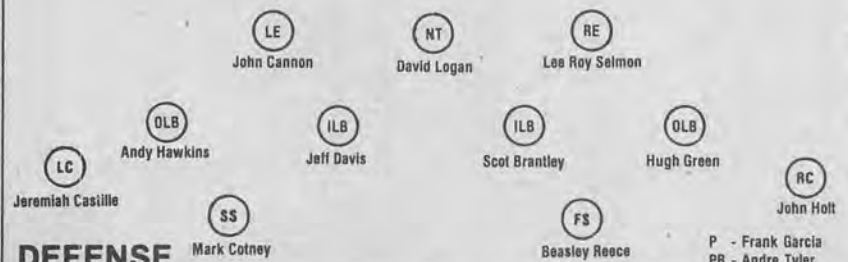 LE NT RE
John Cannon David Logan Lee Roy Selmon
OLB ILB ILB OLB
Andy Hawkins Jeff Davis Scot Brantley Hugh Green
LC RC
Jeremiah Castille John Holt
SS FS
DEFENSE Mark Cotney Beasley Reece P - Frank Garcia
PR - Andre Tyler